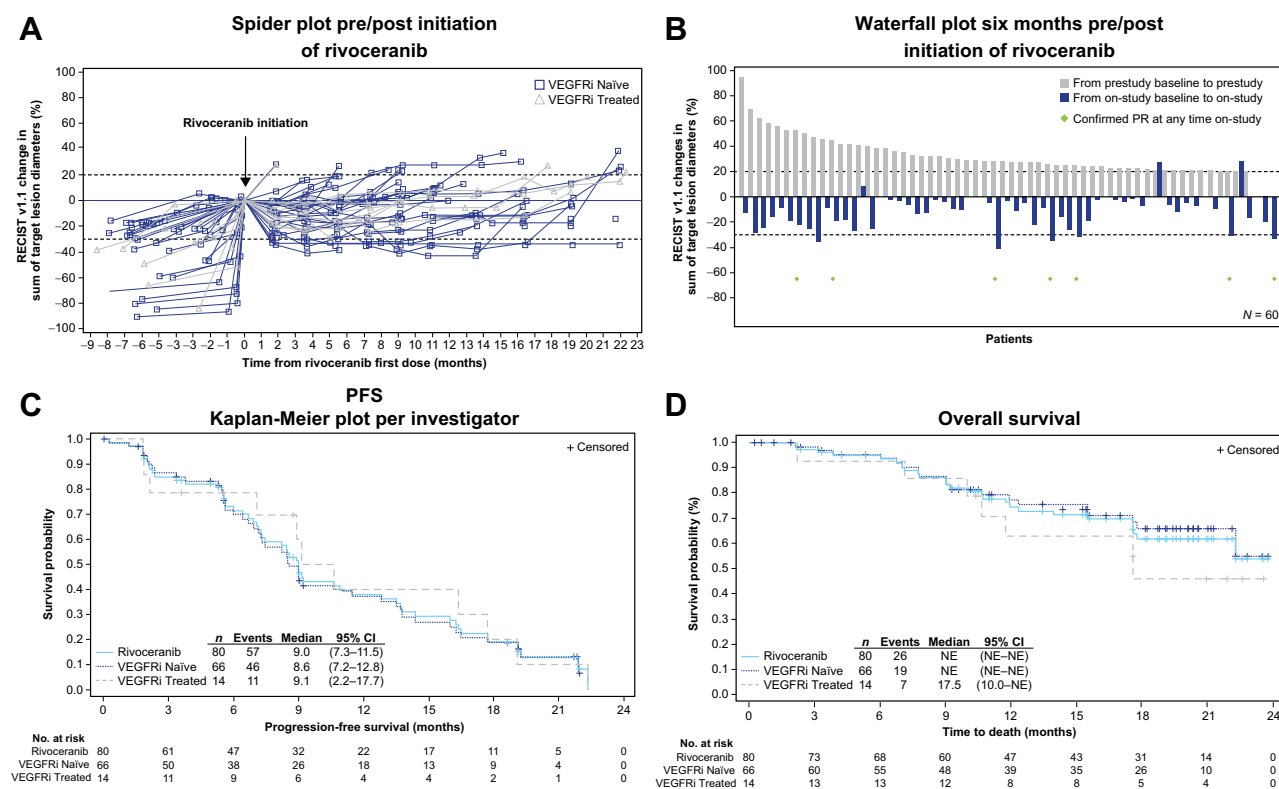 A
Spider plot pre/post initiation
of rivoceranib
RECIST v1.1 change in
sum of target lesion diameters (%)
100
80
60
40
20
0
–20
–40
–60
–80
–100
VEGFRi Naïve
VEGFRi Treated
Rivoceranib initiation
–9 –8 –7 –6 –5 –4 –3 –3 –2 –1 0 1 2 3 4 5 6 7 8 9 10 11 12 13 14 15 16 17 18 19 20 21 22 23
Time from rivoceranib first dose (months)
B
Waterfall plot six months pre/post
initiation of rivoceranib
RECIST v1.1 changes in
sum of target lesion diameters (%)
100
80
60
40
20
0
–20
–40
–60
–80
From prestudy baseline to prestudy
From on-study baseline to on-study
Confirmed PR at any time on-study
N = 60
Patients
C
PFS
Kaplan-Meier plot per investigator
Survival probability
1.0
0.9
0.8
0.7
0.6
0.5
0.4
0.3
0.2
0.1
0.0
+ Censored
n Events Median 95% CI
Rivoceranib 80 57 9.0 (7.3–11.5)
VEGFRi Naïve 66 46 8.6 (7.2–12.8)
VEGFRi Treated 14 11 9.1 (2.2–17.7)
0 3 6 9 12 15 18 21 24
Progression-free survival (months)
No. at risk
Rivoceranib 80 61 47 32 22 17 11 5 0
VEGFRi Naïve 66 50 38 26 18 13 9 4 0
VEGFRi Treated 14 11 9 6 4 4 2 1 0
D
Overall survival
Survival probability (%)
1.0
0.9
0.8
0.7
0.6
0.5
0.4
0.3
0.2
0.1
0.0
+ Censored
n Events Median 95% CI
Rivoceranib 80 26 NE (NE–NE)
VEGFRi Naïve 66 19 NE (NE–NE)
VEGFRi Treated 14 7 17.5 (10.0–NE)
0 3 6 9 12 15 18 21 24
Time to death (months)
No. at risk
Rivoceranib 80 73 68 60 47 43 31 14 0
VEGFRi Naïve 66 60 55 48 39 35 26 10 0
VEGFRi Treated 14 13 13 12 8 8 5 4 0